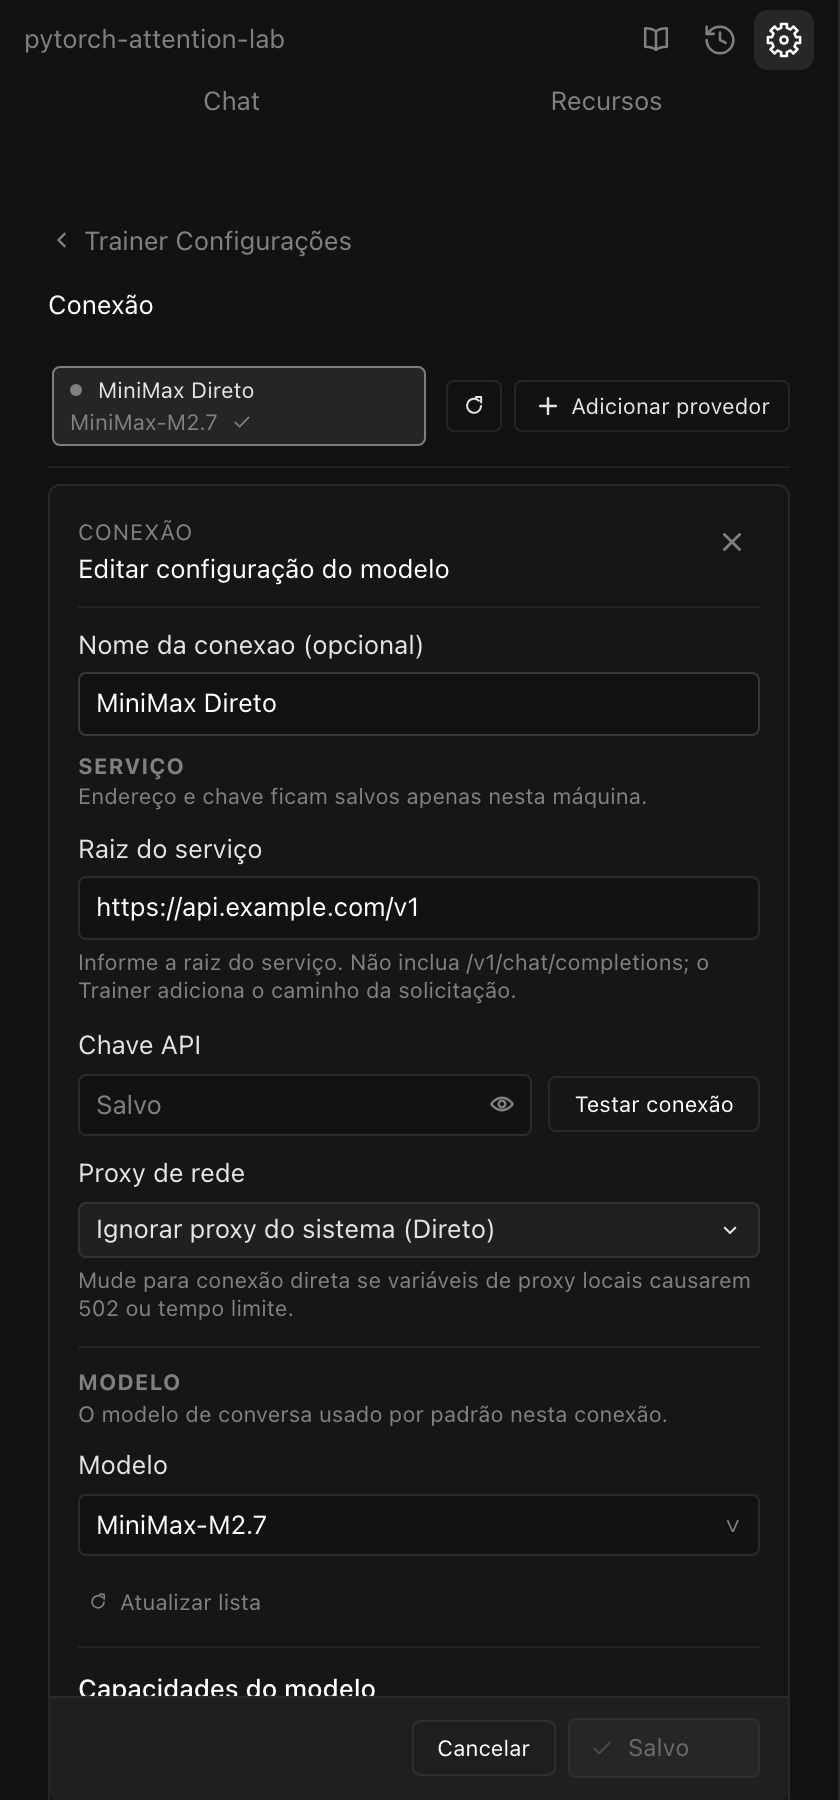 pytorch-attention-lab
Chat
Recursos
Trainer Configurações
Conexão
MiniMax Direto
MiniMax-M2.7
Adicionar provedor
CONEXÃO
Editar configuração do modelo
Nome da conexao (opcional)
MiniMax Direto
SERVIÇO
Endereço e chave ficam salvos apenas nesta máquina.
Raiz do serviço
https://api.example.com/v1
Informe a raiz do serviço. Não inclua /v1/chat/completions; o
Trainer adiciona o caminho da solicitação.
Chave API
Salvo
Testar conexão
Proxy de rede
Ignorar proxy do sistema (Direto)
Mude para conexão direta se variáveis de proxy locais causarem
502 ou tempo limite.
MODELO
O modelo de conversa usado por padrão nesta conexão.
Modelo
MiniMax-M2.7
Atualizar lista
Capacidades do modelo
Cancelar
Salvo